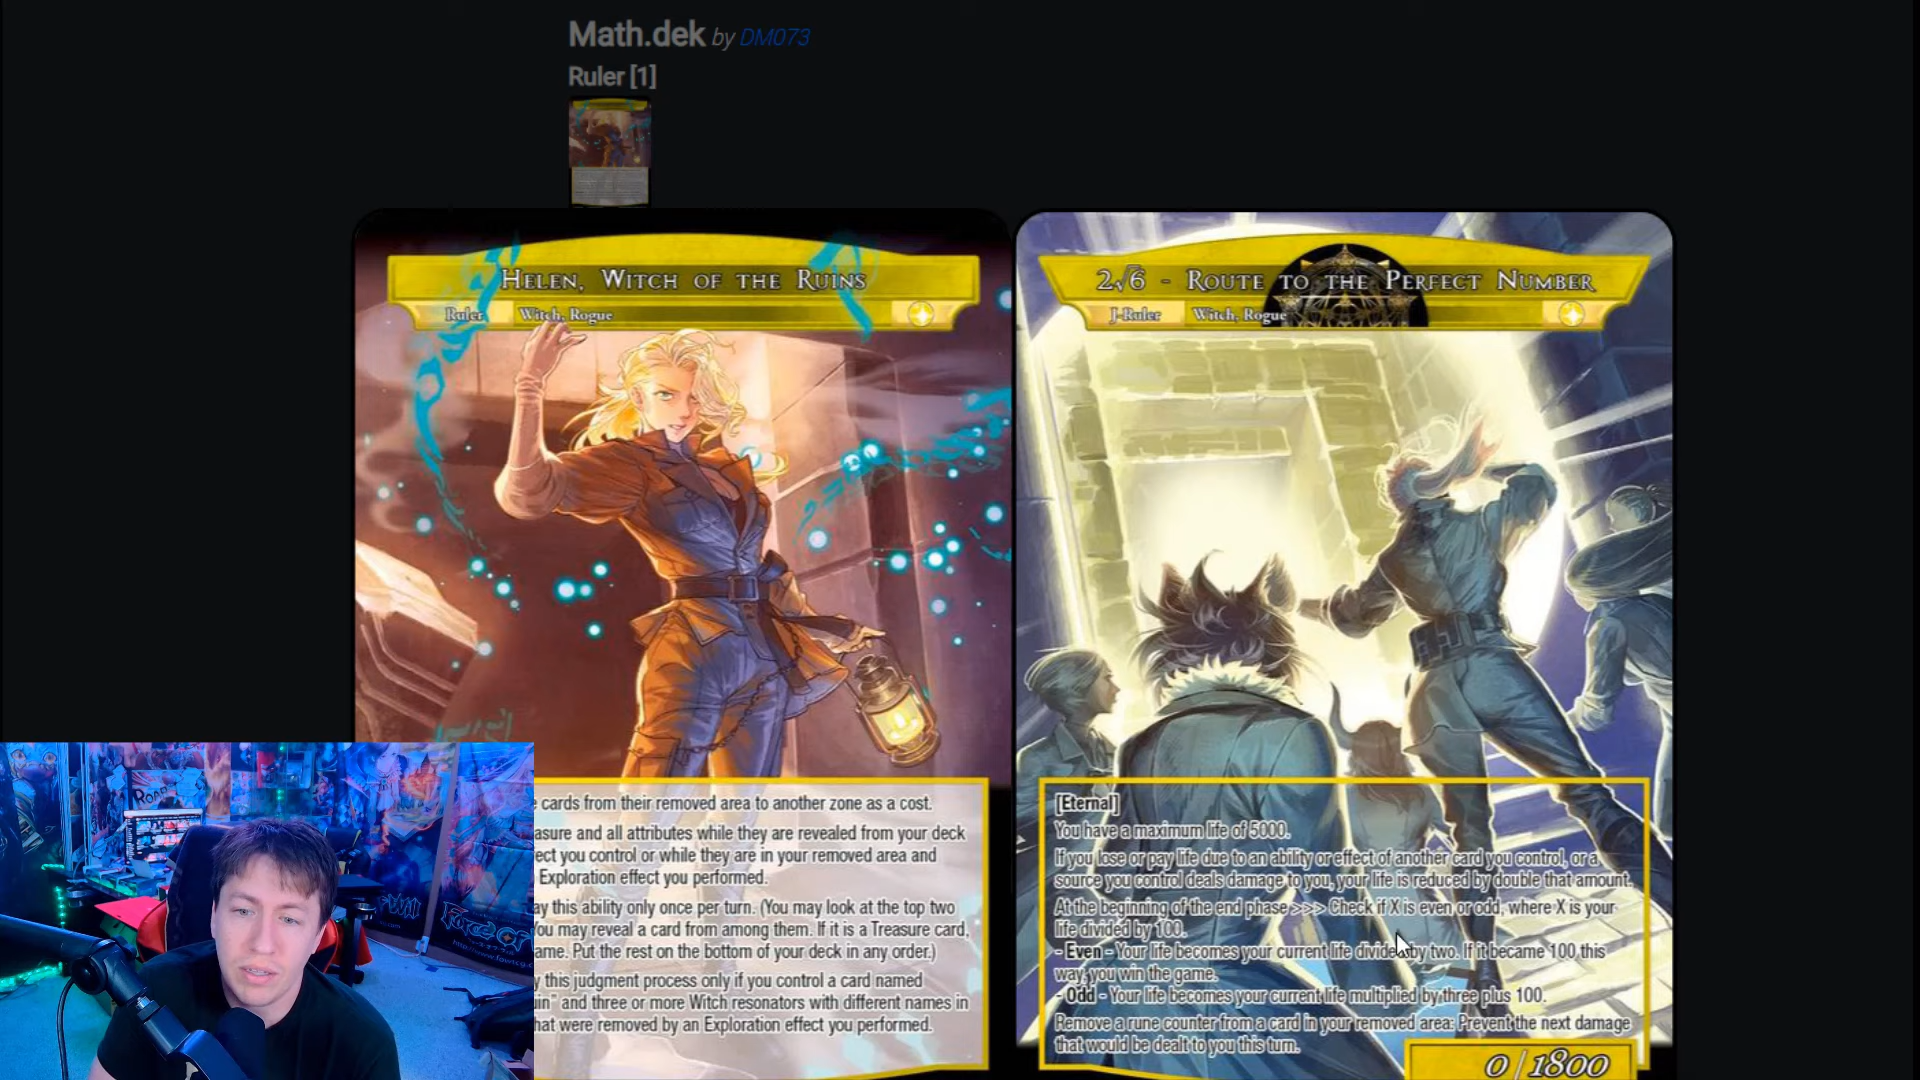 Math.dek by DM073
Ruler [1]
Helen, Witch of the Ruins
Ruler Witch, Rogue
e cards from their removed area to another zone as a cost.
asure and all attributes while they are revealed from your deck
ect you control or while they are in your removed area and
Exploration effect you performed.
ay this ability only once per turn. (You may look at the top two
ou may reveal a card from among them. If it is a Treasure card,
ame. Put the rest on the bottom of your deck in any order.)
y this judgment process only if you control a card named
uin" and three or more Witch resonators with different names in
hat were removed by an Exploration effect you performed.
2√6 - Route to the Perfect Number
J-Ruler Witch, Rogue
[Eternal]
You have a maximum life of 5000.
If you lose or pay life due to an ability or effect of another card you control, or a
source you control deals damage to you, your life is reduced by double that amount.
At the beginning of the end phase >>> Check if X is even or odd, where X is your
life divided by 100.
- Even - Your life becomes your current life divided by two. If it became 100 this
way, you win the game.
- Odd - Your life becomes your current life multiplied by three plus 100.
Remove a rune counter from a card in your removed area: Prevent the next damage
that would be dealt to you this turn.
0/1800